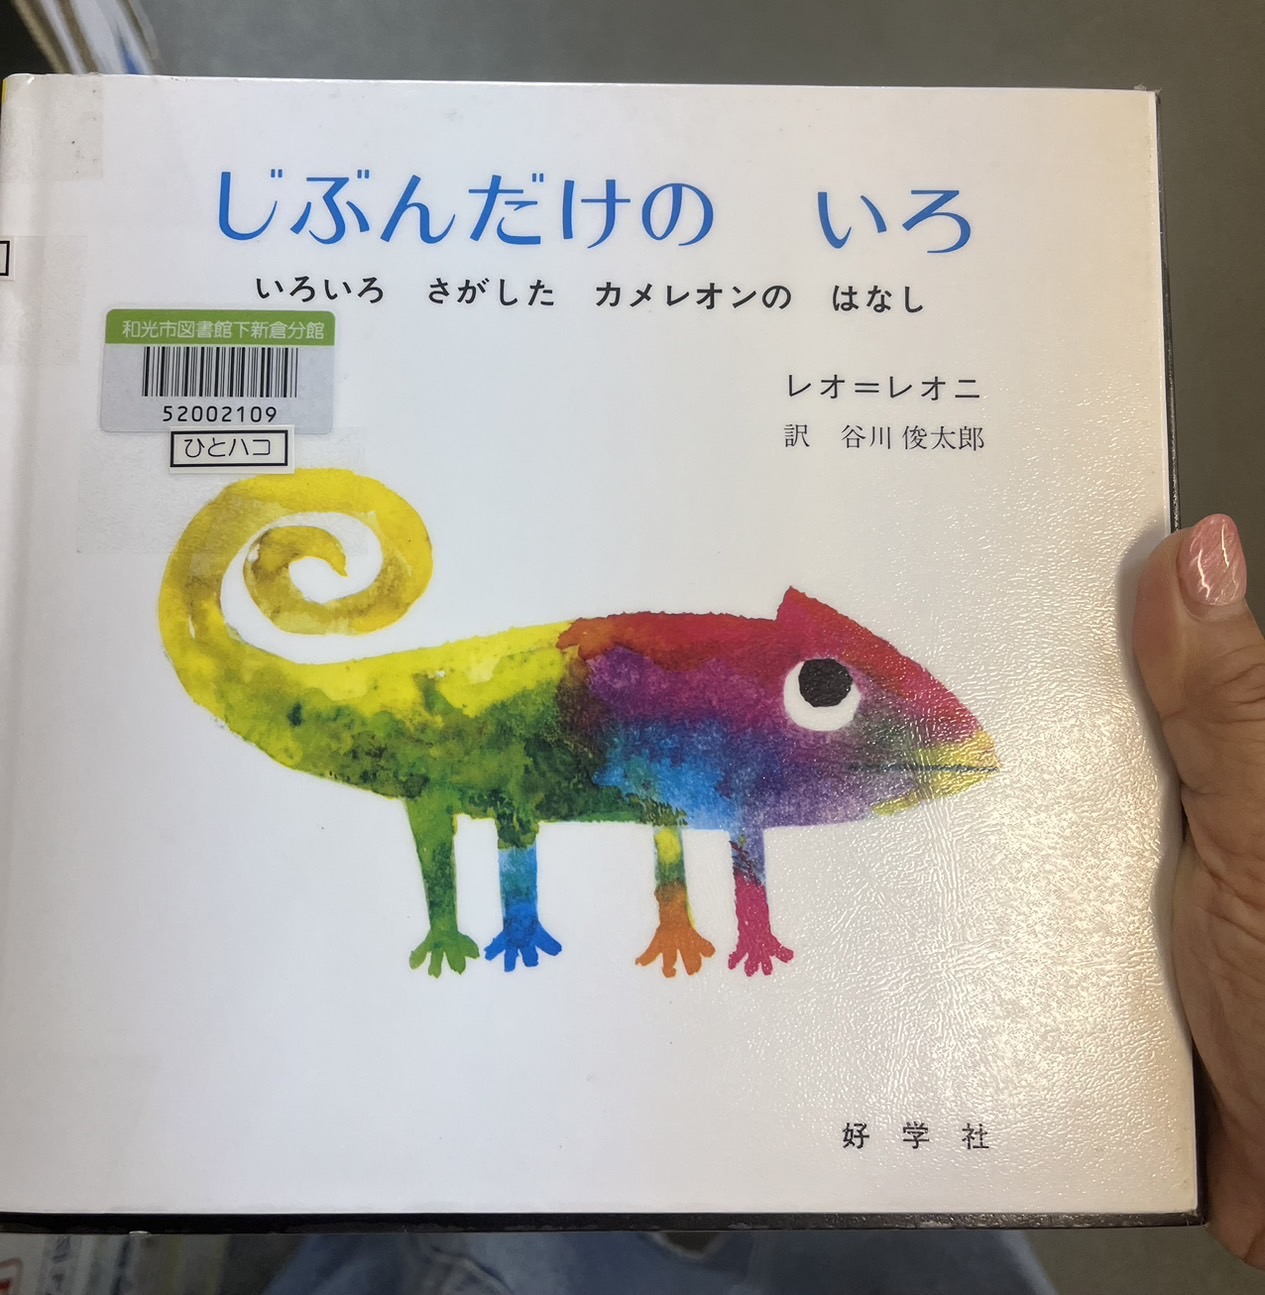 じぶんだけの いろ
いろいろ さがした カメレオンの はなし
和光市図書館下新倉分館
52002109
ひとハコ
レオ＝レオニ
訳 谷川俊太郎
好学社